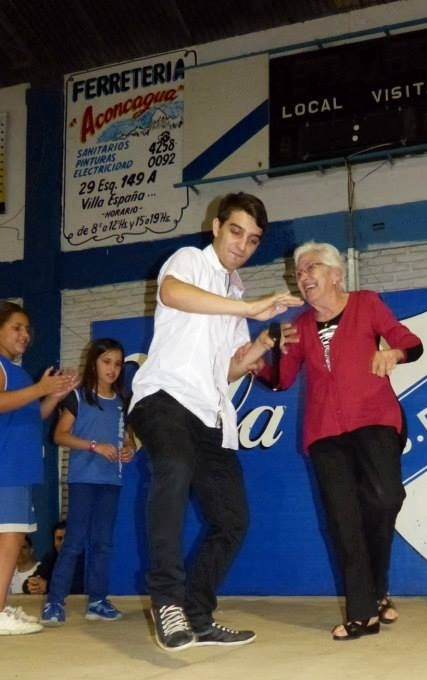 FERRETERIA
"Aconcagua"
SANITARIOS
PINTURAS
ELECTRICIDAD
4258
0092
29 Esq. 149 A
Villa España...
-HORARIO-
de 8 a 12 Hs y 15 a 19 Hs
LOCAL VISIT